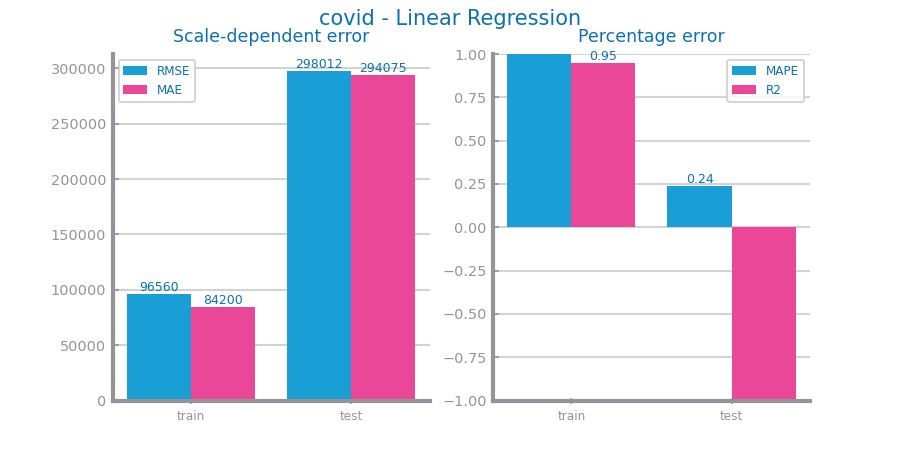 covid - Linear Regression
Scale-dependent error
300000
250000
200000
150000
100000
50000
0
RMSE
MAE
96560
84200
298012
294075
train
test
Percentage error
1.00
0.75
0.50
0.25
0.00
−0.25
−0.50
−0.75
−1.00
0.95
0.24
MAPE
R2
train
test